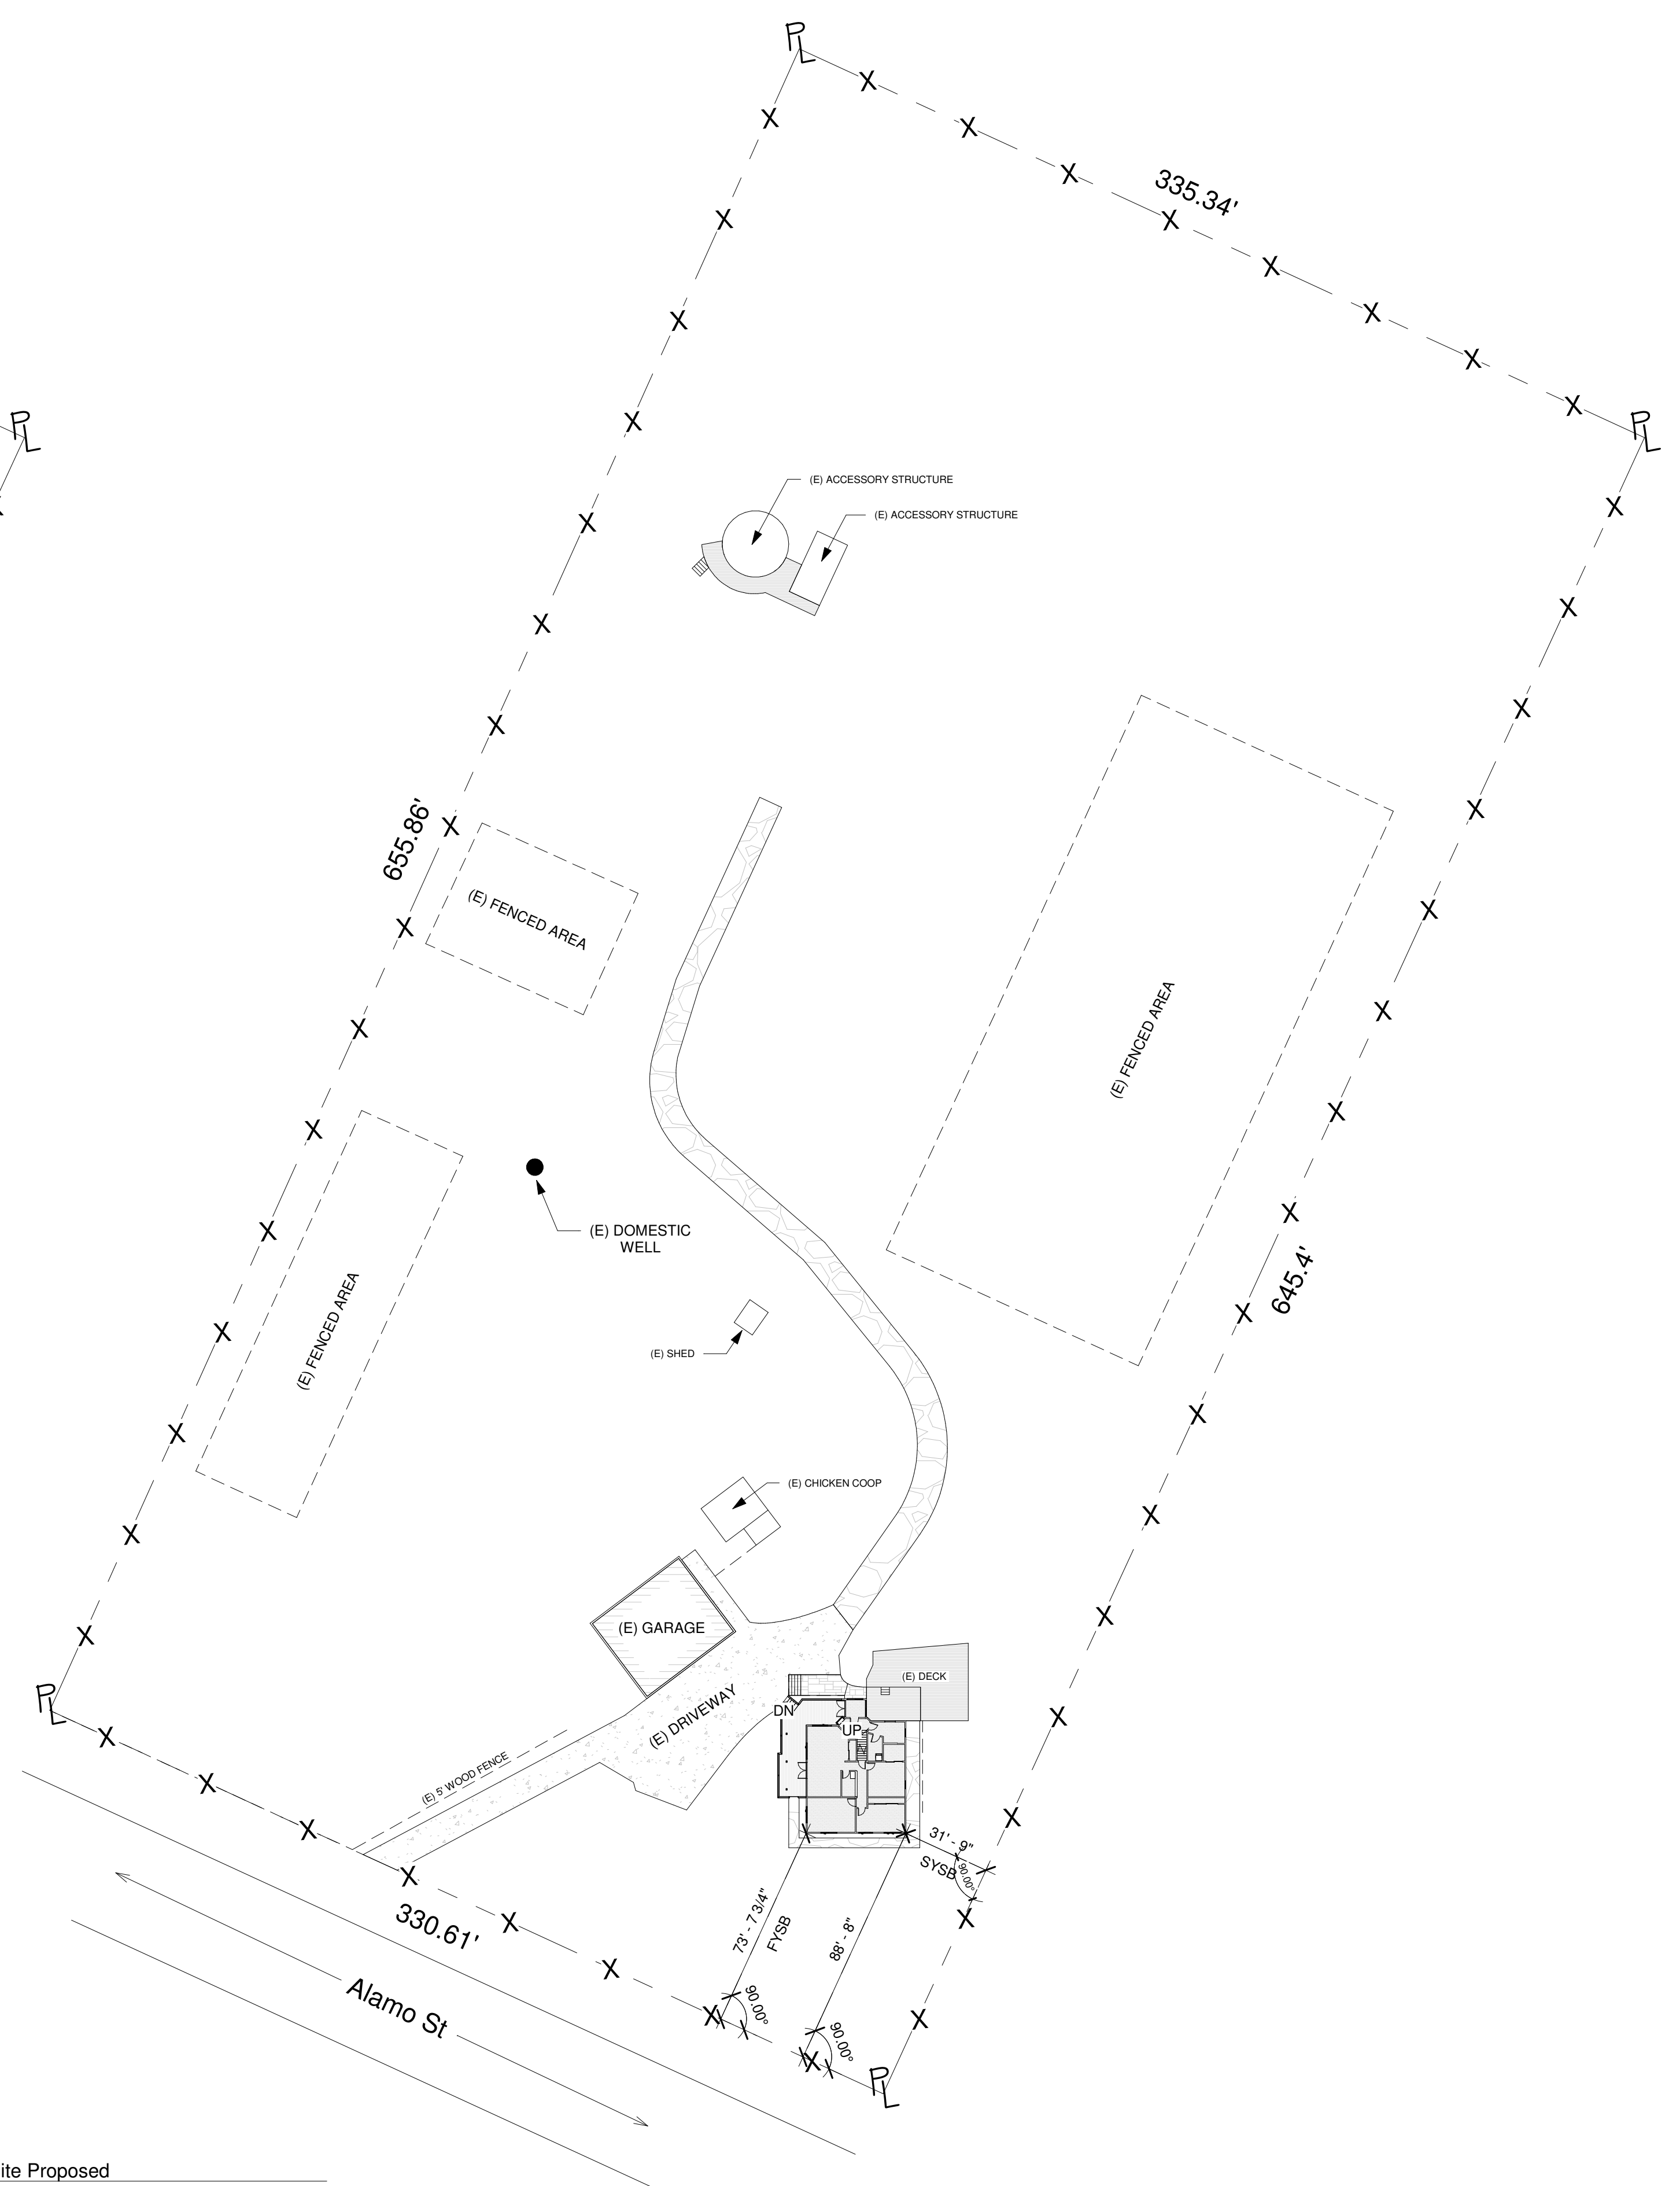 PL
335.34'
PL
PL
(E) ACCESSORY STRUCTURE
(E) ACCESSORY STRUCTURE
655.86'
(E) FENCED AREA
(E) FENCED AREA
(E) DOMESTIC
WELL
645.4'
(E) FENCED AREA
(E) SHED
(E) CHICKEN COOP
(E) GARAGE
(E) DECK
PL
DN
(E) DRIVEWAY
UP
(E) 5' WOOD FENCE
31' - 9"
SYSB
90.00°
73' - 7 3/4"
FYSB
88' - 8"
330.61'
90.00°
90.00°
Alamo St
PL
ite Proposed